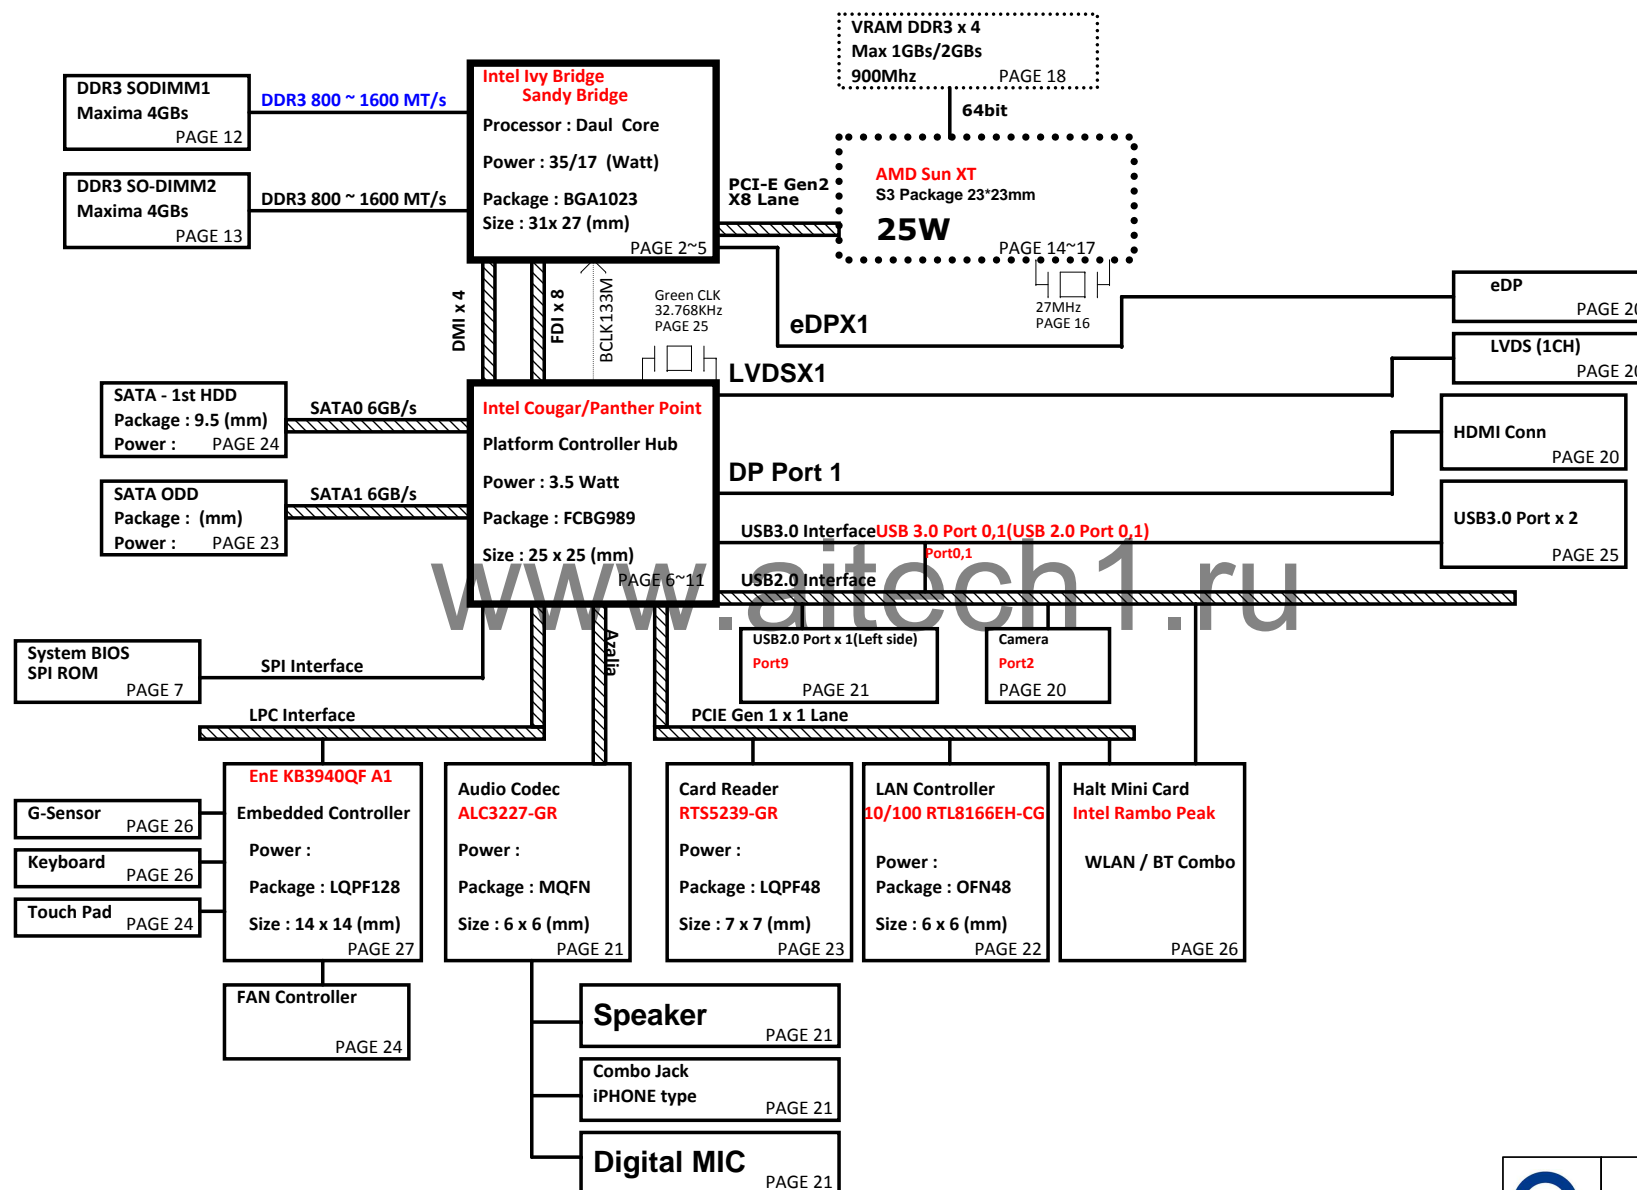 VRAM DDR3 x 4
Max 1GBs/2GBs
900Mhz PAGE 18
64bit
DDR3 SODIMM1
Maxima 4GBs
PAGE 12
DDR3 800 ~ 1600 MT/s
DDR3 SO-DIMM2
Maxima 4GBs
PAGE 13
DDR3 800 ~ 1600 MT/s
Intel Ivy Bridge
Sandy Bridge
Processor : Daul Core
Power : 35/17 (Watt)
Package : BGA1023
Size : 31x 27 (mm)
PAGE 2~5
PCI-E Gen2
X8 Lane
AMD Sun XT
S3 Package 23*23mm
25W
PAGE 14~17
27MHz
PAGE 16
DMI x 4
FDI x 8
BCLK133M
Green CLK
32.768KHz
PAGE 25
eDPX1
eDP
PAGE 20
LVDSX1
LVDS (1CH)
PAGE 20
SATA - 1st HDD
Package : 9.5 (mm)
Power : PAGE 24
SATA0 6GB/s
SATA ODD
Package : (mm)
Power : PAGE 23
SATA1 6GB/s
Intel Cougar/Panther Point
Platform Controller Hub
Power : 3.5 Watt
Package : FCBG989
Size : 25 x 25 (mm)
PAGE 6~11
DP Port 1
HDMI Conn
PAGE 20
USB3.0 Interface USB 3.0 Port 0,1(USB 2.0 Port 0,1)
Port0,1
USB3.0 Port x 2
PAGE 25
USB2.0 Interface
www.aitech1.ru
USB2.0 Port x 1(Left side)
Port9
PAGE 21
Camera
Port2
PAGE 20
System BIOS
SPI ROM
PAGE 7
SPI Interface
Azalia
LPC Interface
PCIE Gen 1 x 1 Lane
G-Sensor
PAGE 26
Keyboard
PAGE 26
Touch Pad
PAGE 24
EnE KB3940QF A1
Embedded Controller
Power :
Package : LQPF128
Size : 14 x 14 (mm)
PAGE 27
Audio Codec
ALC3227-GR
Power :
Package : MQFN
Size : 6 x 6 (mm)
PAGE 21
Card Reader
RTS5239-GR
Power :
Package : LQPF48
Size : 7 x 7 (mm)
PAGE 23
LAN Controller
10/100 RTL8166EH-CG
Power :
Package : OFN48
Size : 6 x 6 (mm)
PAGE 22
Halt Mini Card
Intel Rambo Peak
WLAN / BT Combo
PAGE 26
FAN Controller
PAGE 24
Speaker
PAGE 21
Combo Jack
iPHONE type
PAGE 21
Digital MIC
PAGE 21